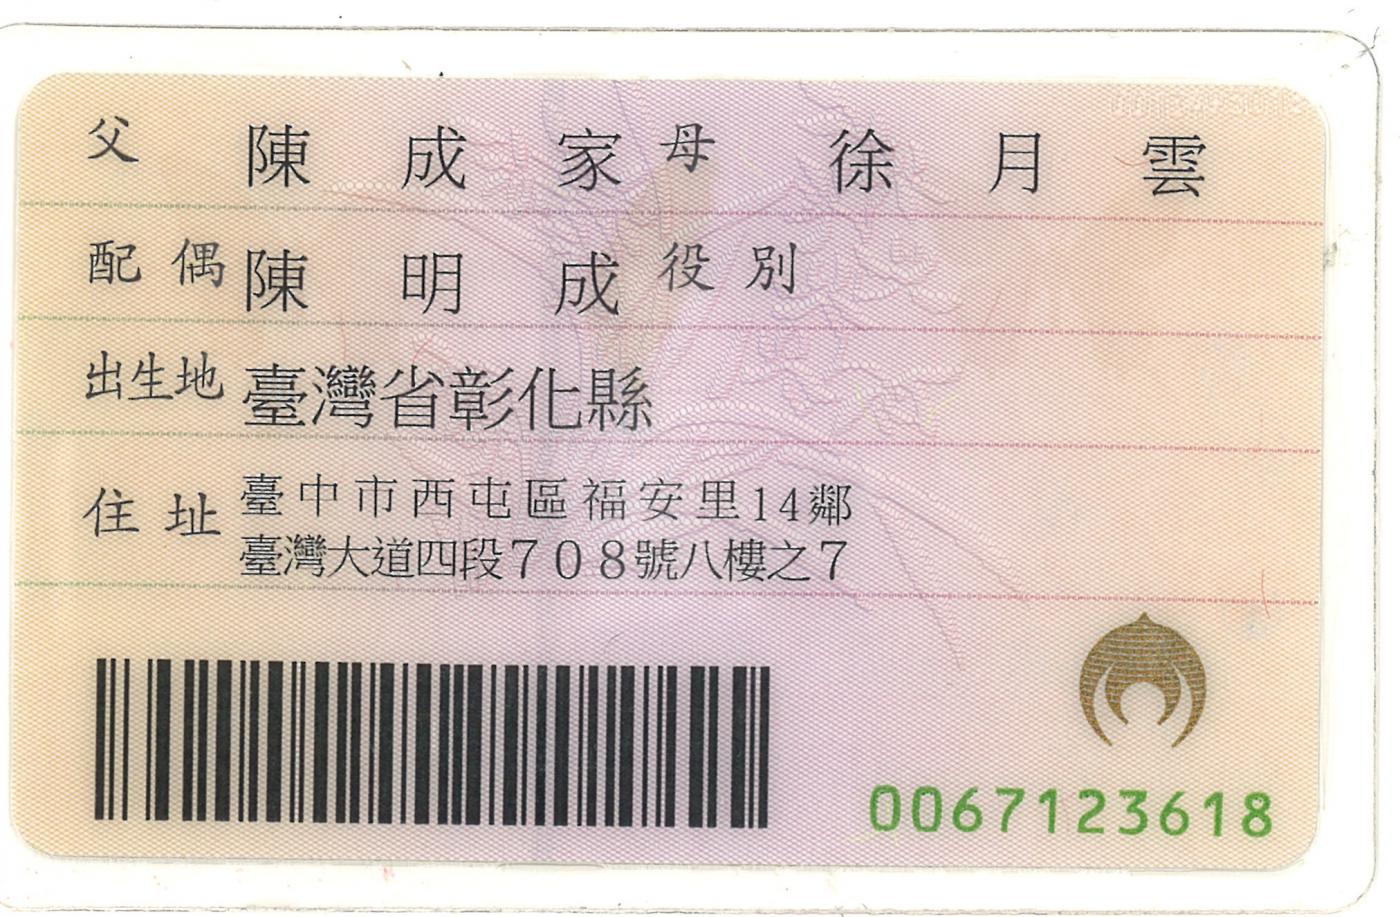 父 陳成家 母 徐月雲
配偶 陳明成 役別
出生地 臺灣省彰化縣
住址 臺中市西屯區福安里14鄰
臺灣大道四段708號八樓之7
0067123618